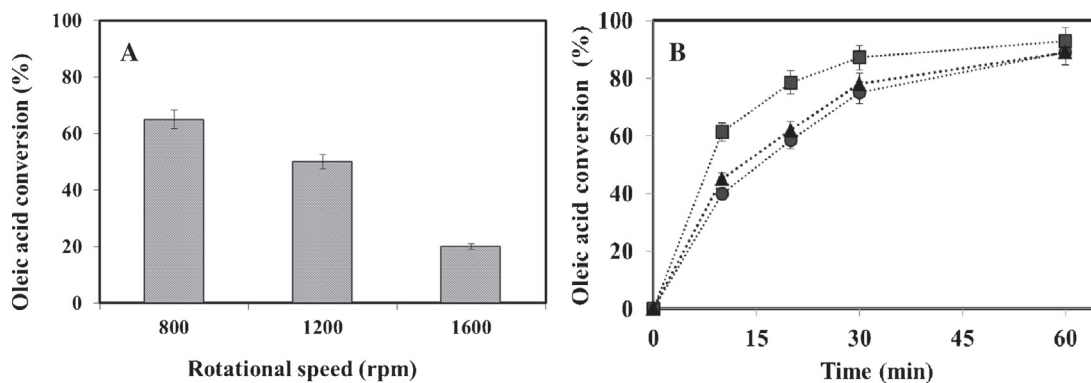 A
Oleic acid conversion (%)
100
80
60
40
20
0
800 1200 1600
Rotational speed (rpm)
B
Oleic acid conversion (%)
100
80
60
40
20
0
0 15 30 45 60
Time (min)